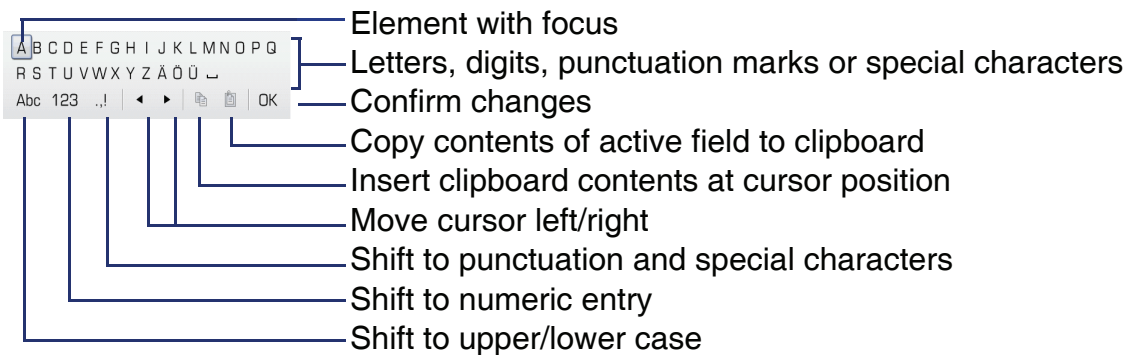 Element with focus
A B C D E F G H I J K L M N O P Q
Letters, digits, punctuation marks or special characters
R S T U V W X Y Z Ä Ö Ü ⌴
Abc 123 .,! OK
Confirm changes
Copy contents of active field to clipboard
Insert clipboard contents at cursor position
Move cursor left/right
Shift to punctuation and special characters
Shift to numeric entry
Shift to upper/lower case